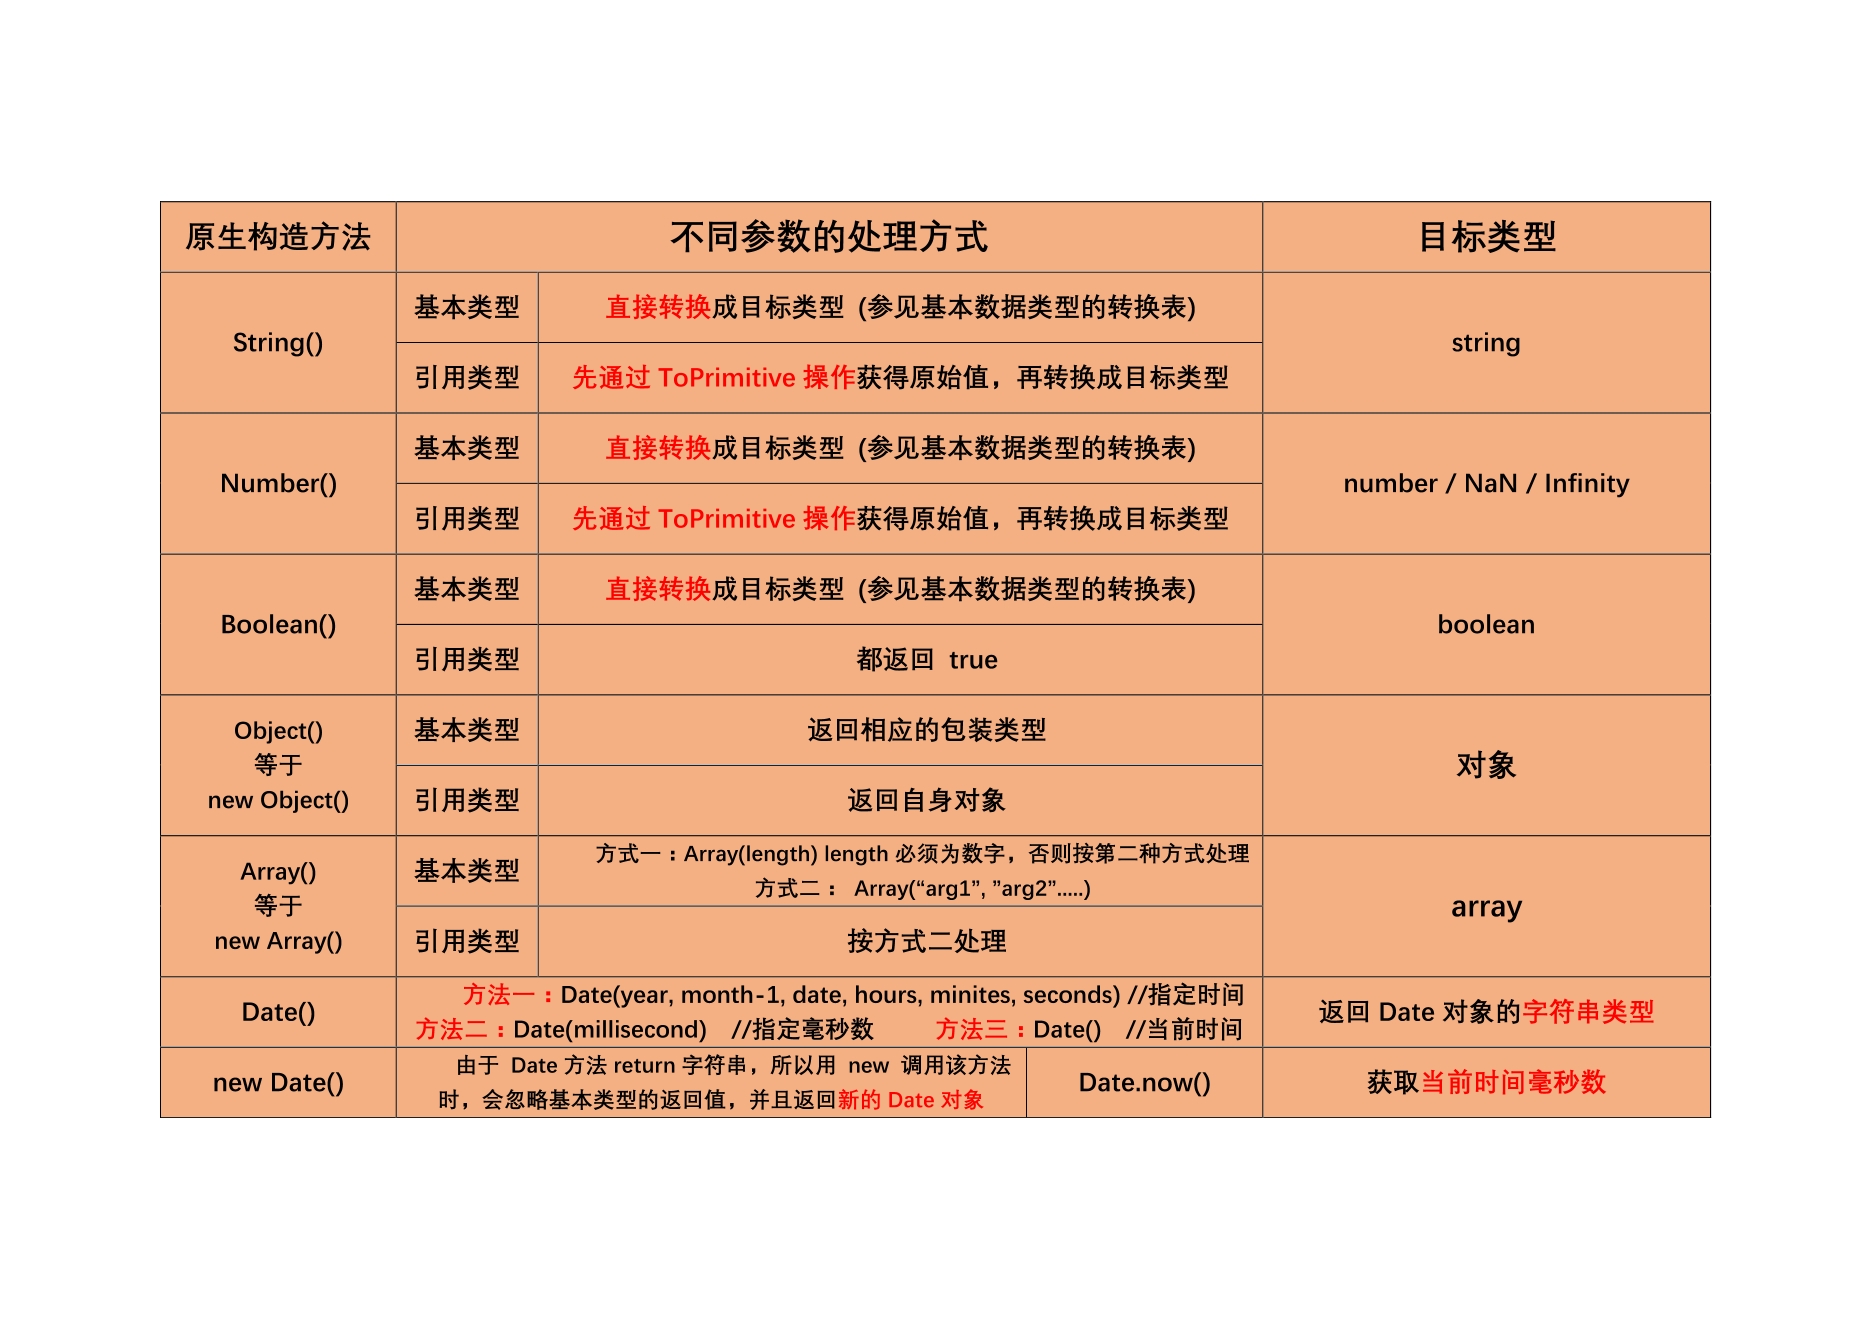 原生构造方法 不同参数的处理方式 目标类型
String()
基本类型 直接转换成目标类型 (参见基本数据类型的转换表)
引用类型 先通过 ToPrimitive 操作获得原始值，再转换成目标类型
string
Number()
基本类型 直接转换成目标类型 (参见基本数据类型的转换表)
引用类型 先通过 ToPrimitive 操作获得原始值，再转换成目标类型
number / NaN / Infinity
Boolean()
基本类型 直接转换成目标类型 (参见基本数据类型的转换表)
引用类型 都返回 true
boolean
Object()
等于
new Object()
基本类型 返回相应的包装类型
引用类型 返回自身对象
对象
Array()
等于
new Array()
基本类型
方式一：Array(length) length 必须为数字，否则按第二种方式处理
方式二： Array(“arg1”, ”arg2”.....)
引用类型 按方式二处理
array
Date()
方法一：Date(year, month-1, date, hours, minites, seconds) //指定时间
方法二：Date(millisecond) //指定毫秒数 方法三：Date() //当前时间
返回 Date 对象的字符串类型
new Date()
由于 Date 方法 return 字符串，所以用 new 调用该方法
时，会忽略基本类型的返回值，并且返回新的 Date 对象
Date.now()
获取当前时间毫秒数